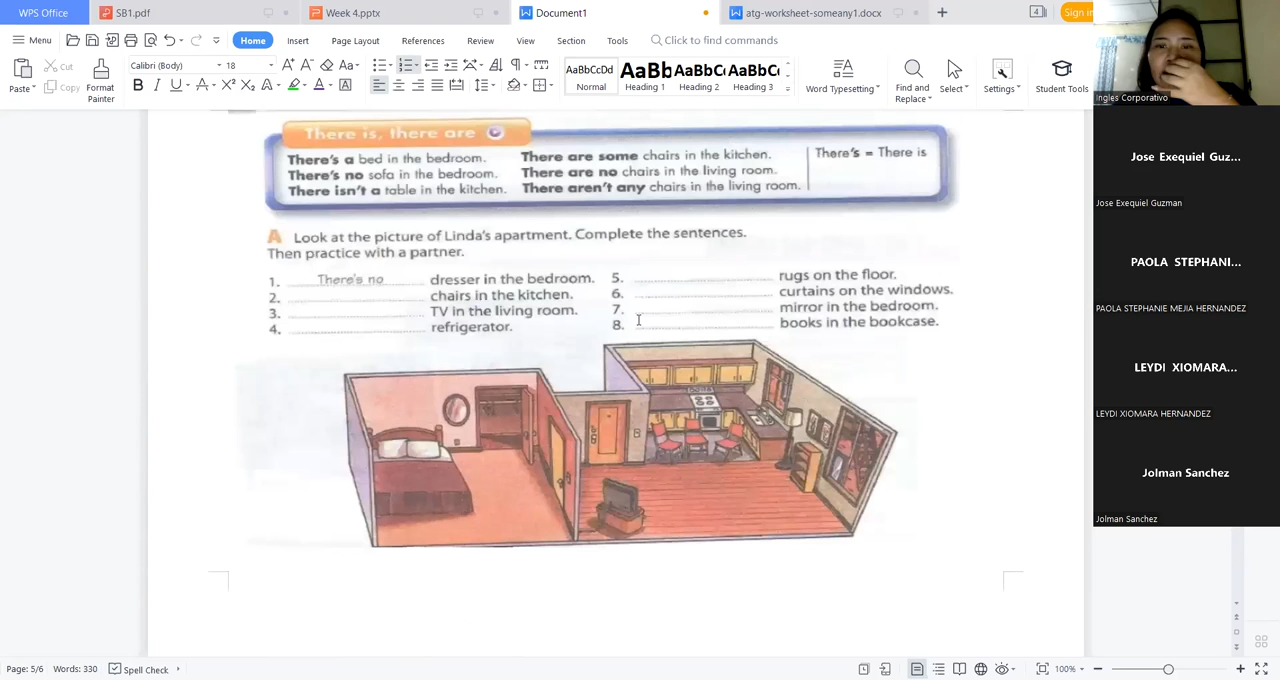 WPS Office SB1.pdf Week 4.pptx Document1 atg-worksheet-someany1.docx 4 Sign in
Menu Home Insert Page Layout References Review View Section Tools Click to find commands
Paste Cut Copy Format Painter Calibri (Body) 18 AaBbCcDd Normal AaBb Heading 1 AaBbC Heading 2 AaBbC Heading 3 Word Typesetting Find and Replace Select Settings Student Tools
Ingles Corporativo
There is, there are
There's a bed in the bedroom. There are some chairs in the kitchen. There's = There is
There's no sofa in the bedroom. There are no chairs in the living room.
There isn't a table in the kitchen. There aren't any chairs in the living room.
A Look at the picture of Linda's apartment. Complete the sentences.
Then practice with a partner.
1. There's no dresser in the bedroom. 5. rugs on the floor.
2. chairs in the kitchen. 6. curtains on the windows.
3. TV in the living room. 7. mirror in the bedroom.
4. refrigerator. 8. books in the bookcase.
Jose Exequiel Guz...
Jose Exequiel Guzman
PAOLA STEPHANI...
PAOLA STEPHANIE MEJIA HERNANDEZ
LEYDI XIOMARA...
LEYDI XIOMARA HERNANDEZ
Jolman Sanchez
Jolman Sanchez
Page: 5/6 Words: 330 Spell Check 100%